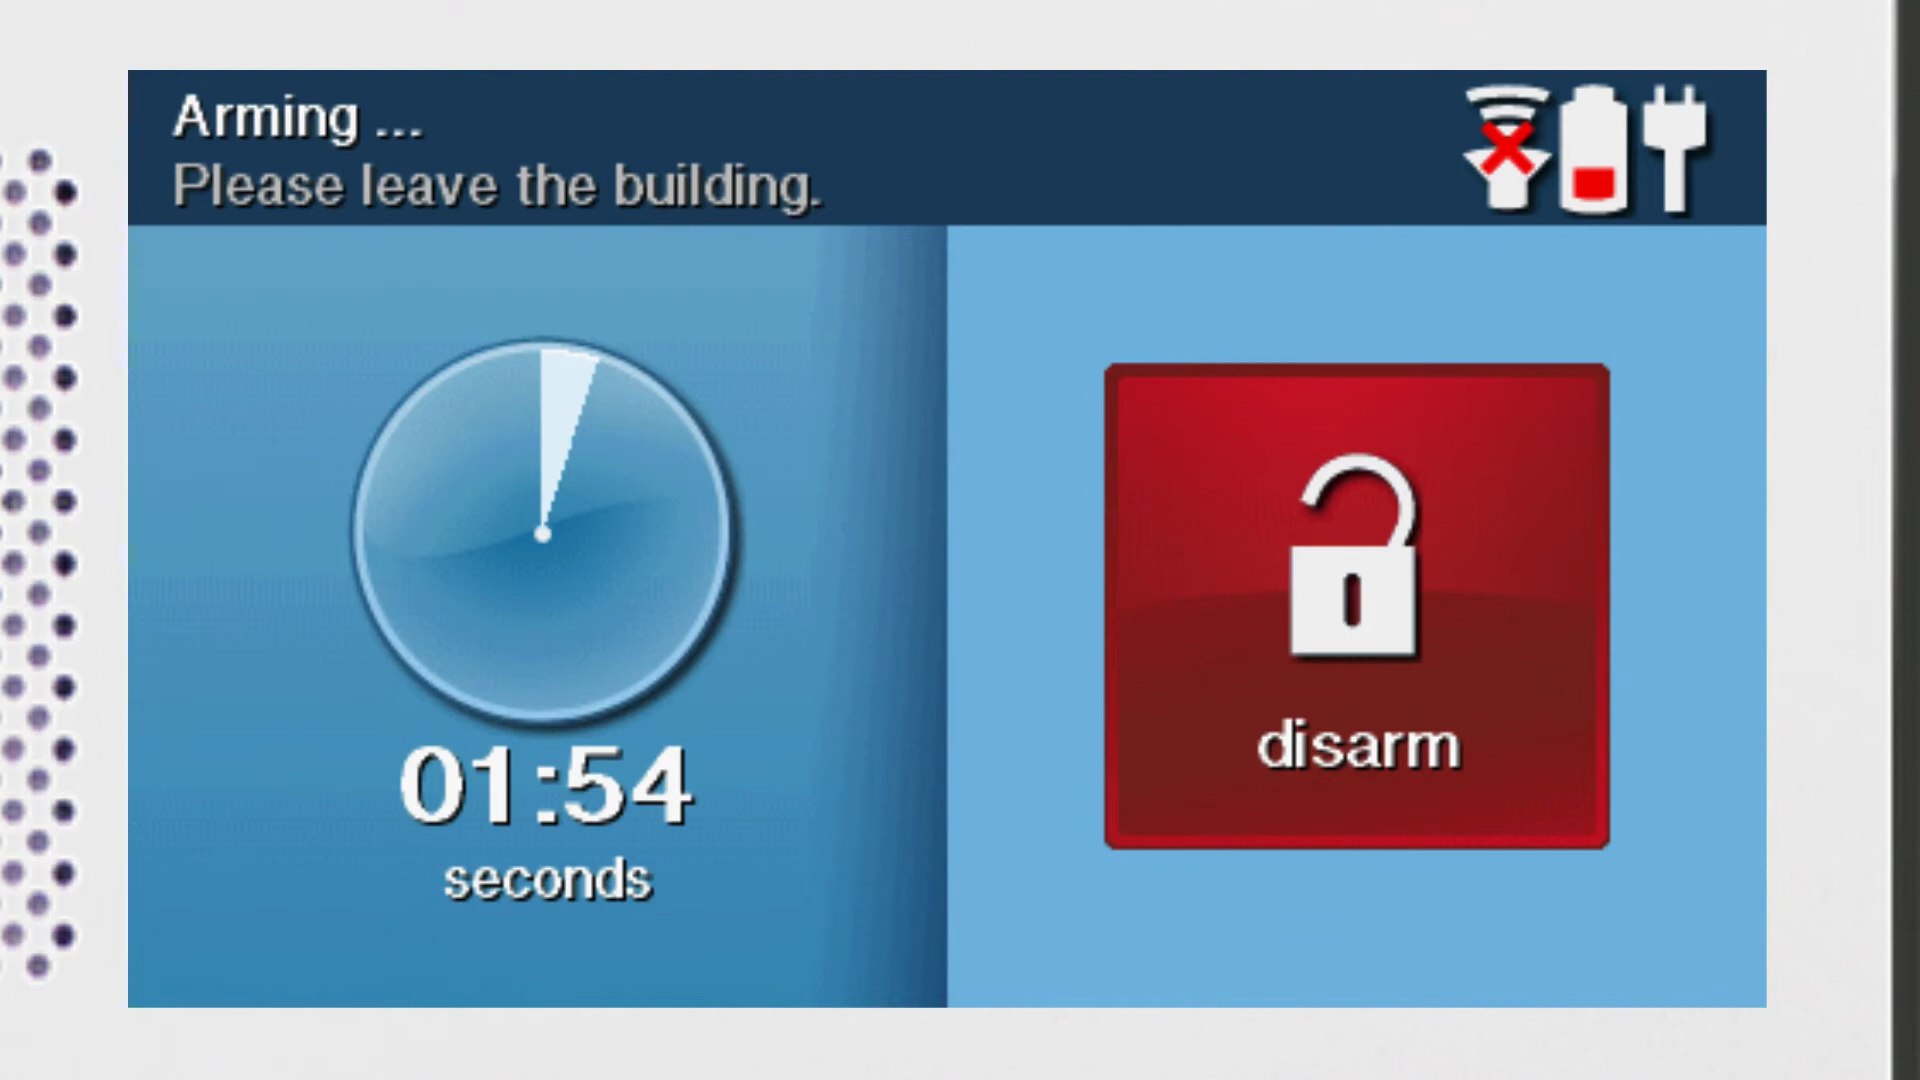 Arming ...
Please leave the building.
01:54
seconds
disarm